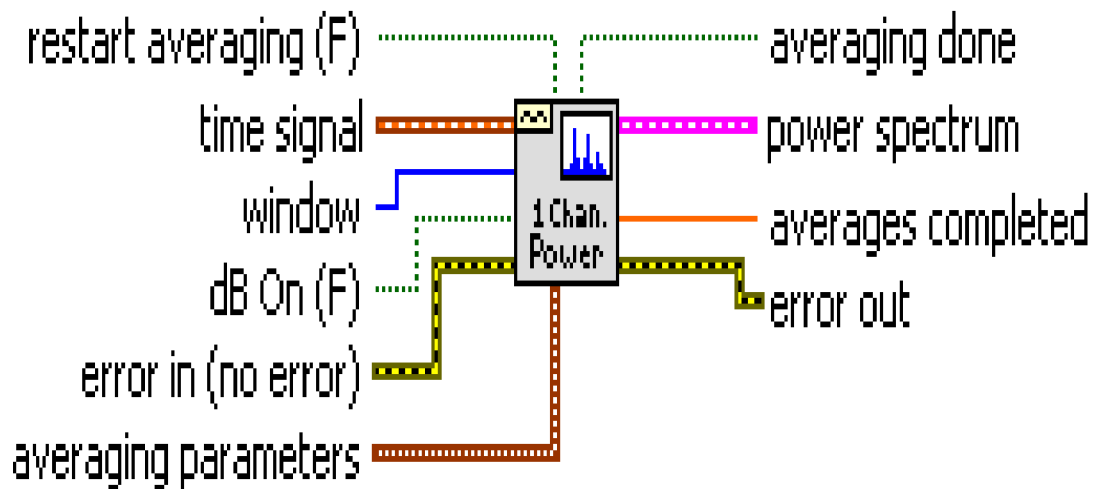 restart averaging (F)
time signal
window
dB On (F)
error in (no error)
averaging parameters
1 Chan.
Power
averaging done
power spectrum
averages completed
error out